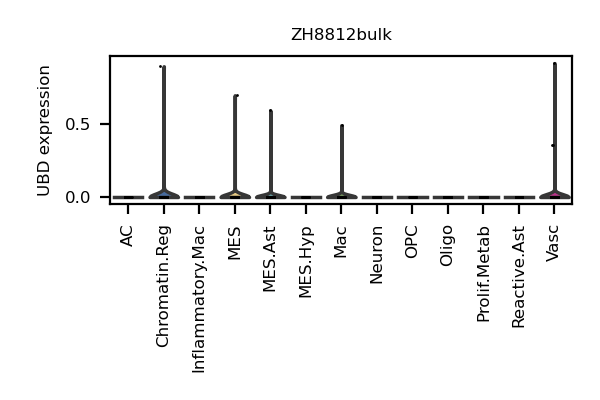 ZH8812bulk
UBD expression
0.5
0.0
AC
Chromatin.Reg
Inflammatory.Mac
MES
MES.Ast
MES.Hyp
Mac
Neuron
OPC
Oligo
Prolif.Metab
Reactive.Ast
Vasc